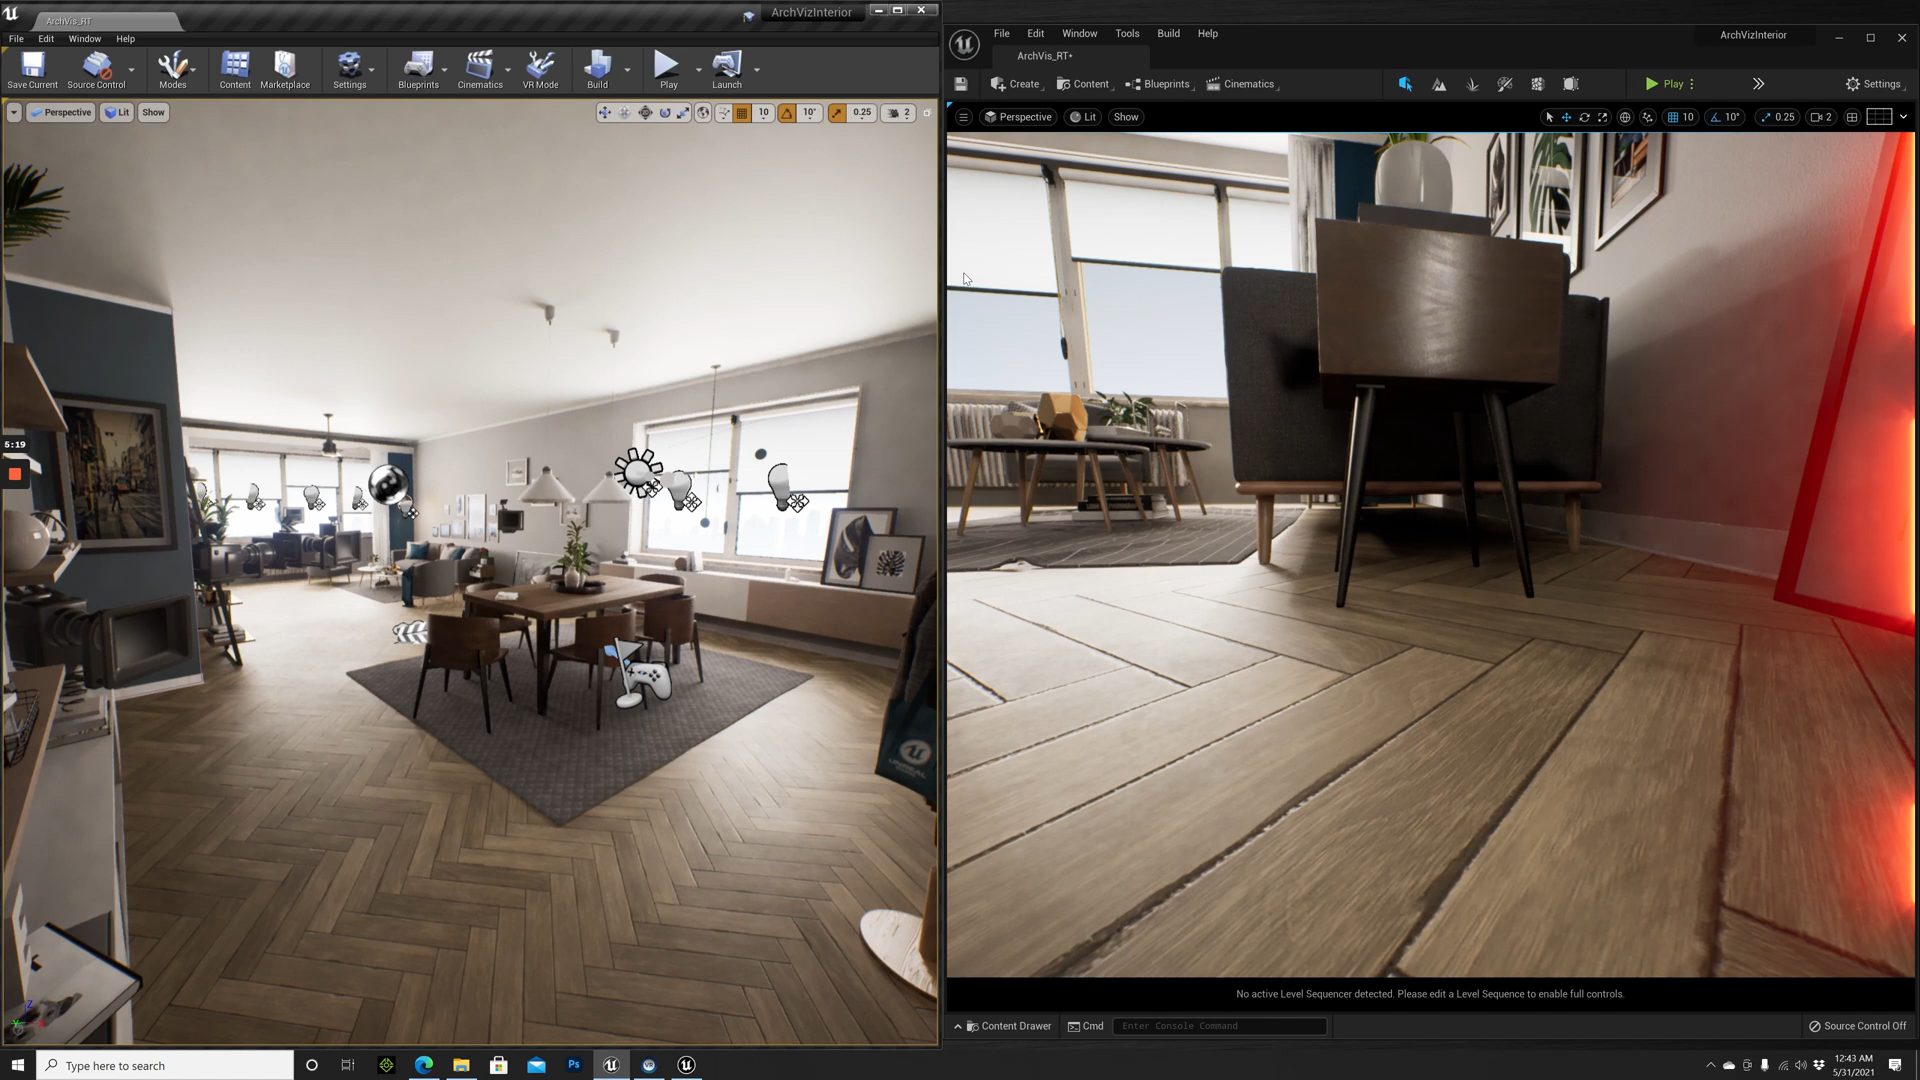 ArchVis_RT
ArchVizInterior
File Edit Window Help
Save Current Source Control Modes Content Marketplace Settings Blueprints Cinematics VR Mode Build Play Launch
Perspective Lit Show 10 10° 0.25 2
5:19
UNREAL
File Edit Window Tools Build Help
ArchVizInterior
ArchVis_RT*
Create Content Blueprints Cinematics Play Settings
Perspective Lit Show 10 10° 0.25 2
No active Level Sequencer detected. Please edit a Level Sequence to enable full controls.
Content Drawer Cmd Enter Console Command Source Control Off
Type here to search
Ps
VR
12:43 AM
5/31/2021